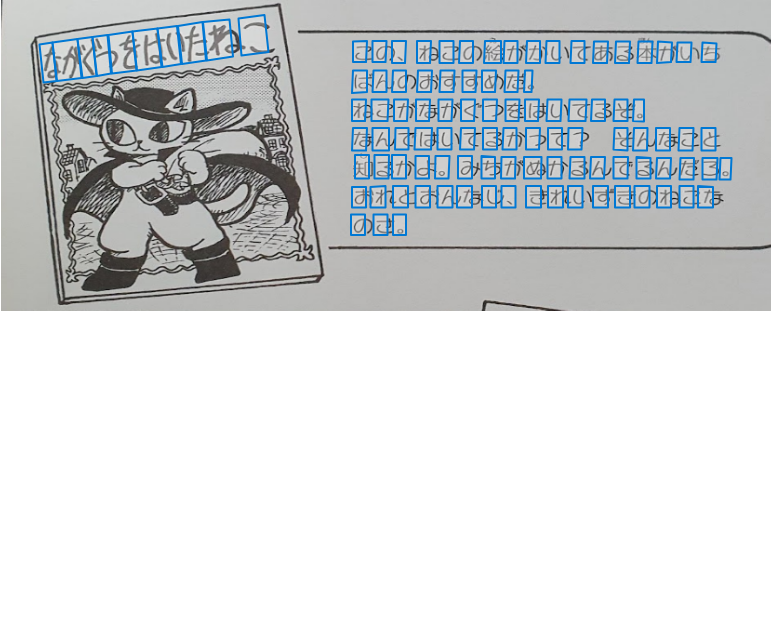 ながぐつをはいたねこ
この、ねこの絵がかいてある本がいち
ばんのおすすめだ。
ねこがながぐつをはいてるぞ。
なんではいてるかって？　そんなこと
知るかよ。みちがぬかるんでるんだろ。
おれとおんなじ、きれいずきのねこな
のさ。